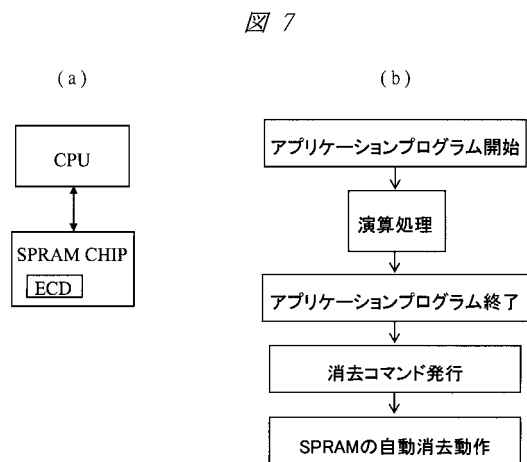 図 7
(a)
CPU
SPRAM CHIP
ECD
(b)
アプリケーションプログラム開始
演算処理
アプリケーションプログラム終了
消去コマンド発行
SPRAMの自動消去動作